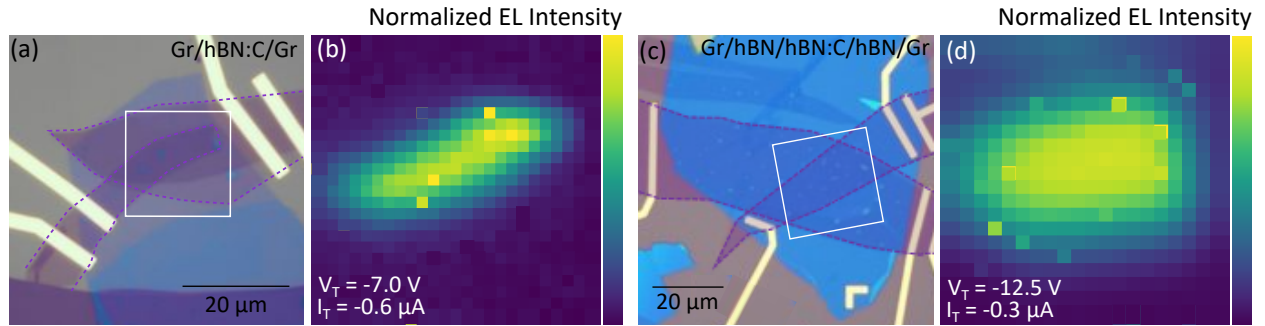 Normalized EL Intensity
Normalized EL Intensity
(a)
Gr/hBN:C/Gr
(b)
(c)
Gr/hBN/hBN:C/hBN/Gr
(d)
20 μm
V_T = -7.0 V
I_T = -0.6 μA
20 μm
V_T = -12.5 V
I_T = -0.3 μA